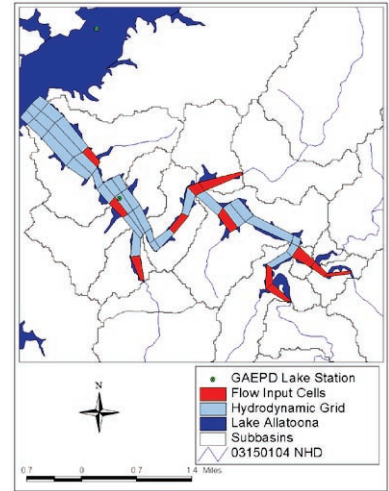 GAEPD Lake Station
Flow Input Cells
Hydrodynamic Grid
Lake Allatoona
Subbasins
03150104 NHD
N
0.7 0 0.7 1.4 Miles